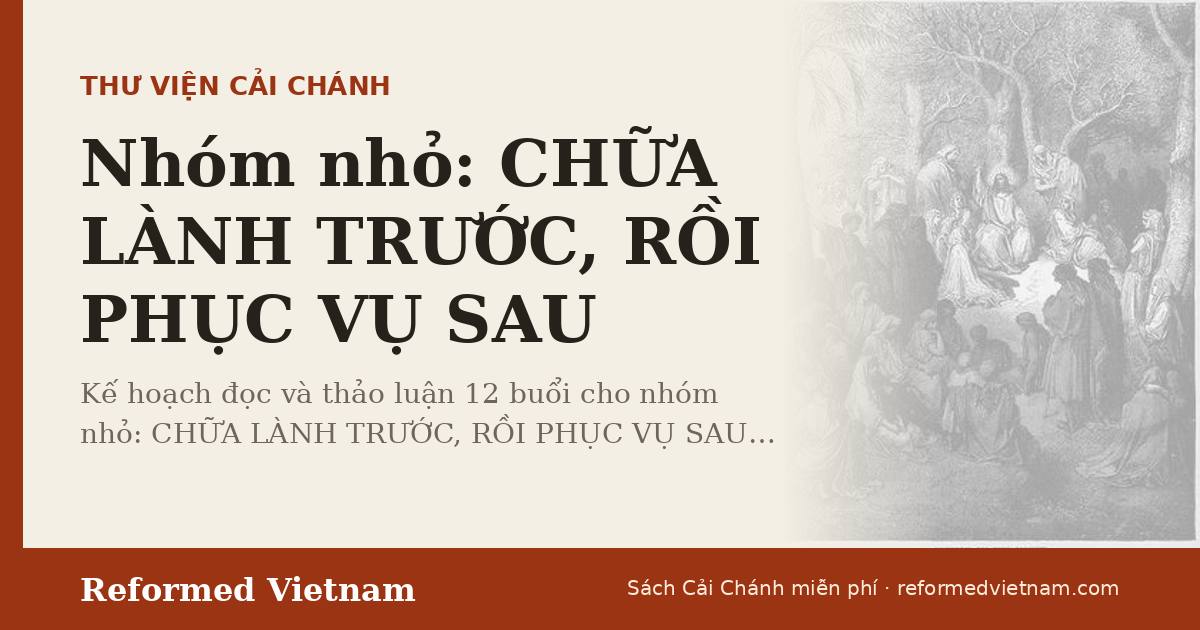 THƯ VIỆN CẢI CHÁNH
Nhóm nhỏ: CHỮA
LÀNH TRƯỚC, RỒI
PHỤC VỤ SAU
Kế hoạch đọc và thảo luận 12 buổi cho nhóm
nhỏ: CHỮA LÀNH TRƯỚC, RỒI PHỤC VỤ SAU...
Reformed Vietnam
Sách Cải Chánh miễn phí · reformedvietnam.com